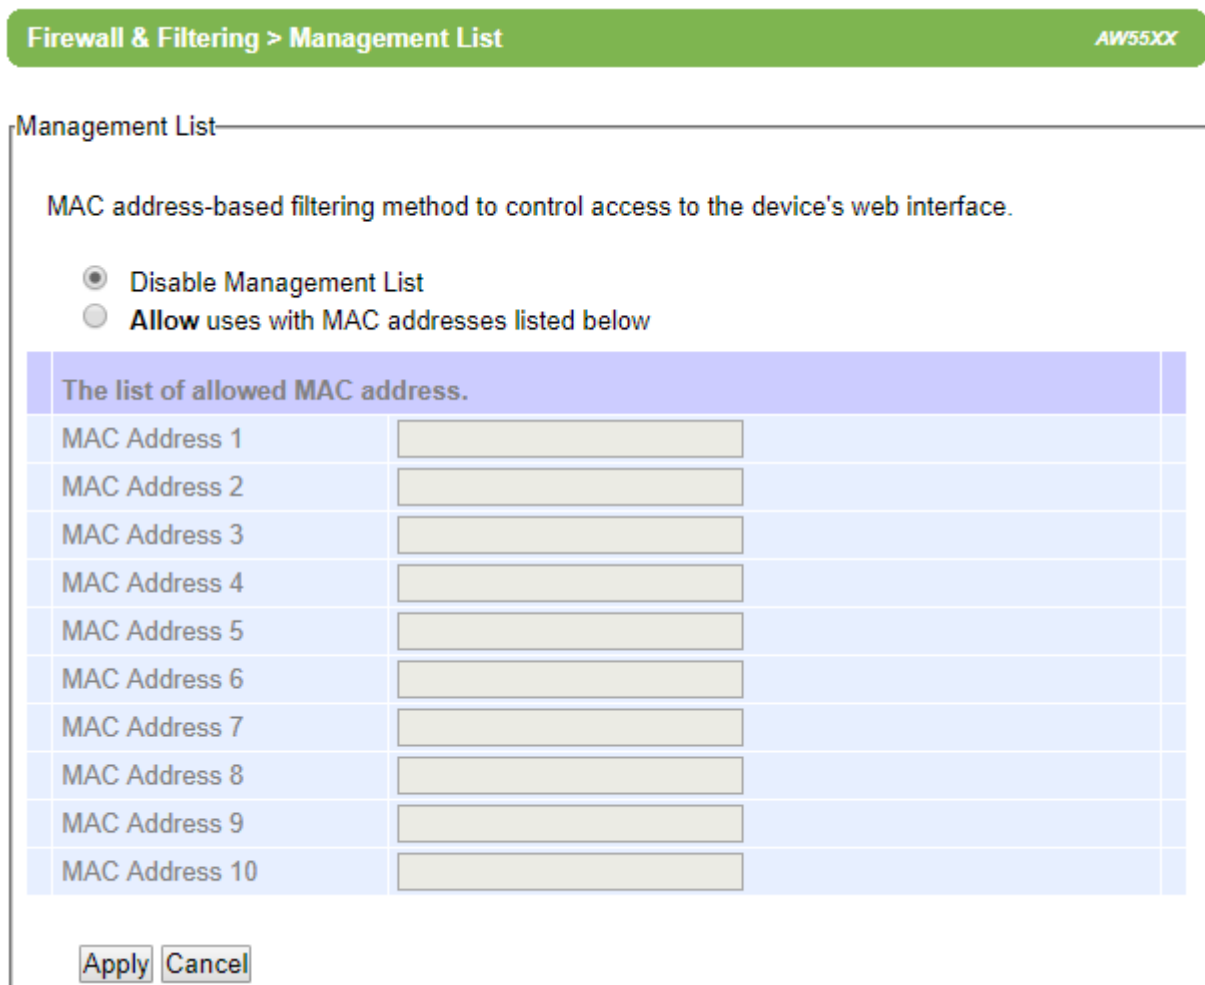 Firewall & Filtering > Management List AW55XX
Management List
MAC address-based filtering method to control access to the device's web interface.
Disable Management List
Allow uses with MAC addresses listed below
The list of allowed MAC address.
MAC Address 1
MAC Address 2
MAC Address 3
MAC Address 4
MAC Address 5
MAC Address 6
MAC Address 7
MAC Address 8
MAC Address 9
MAC Address 10
Apply Cancel